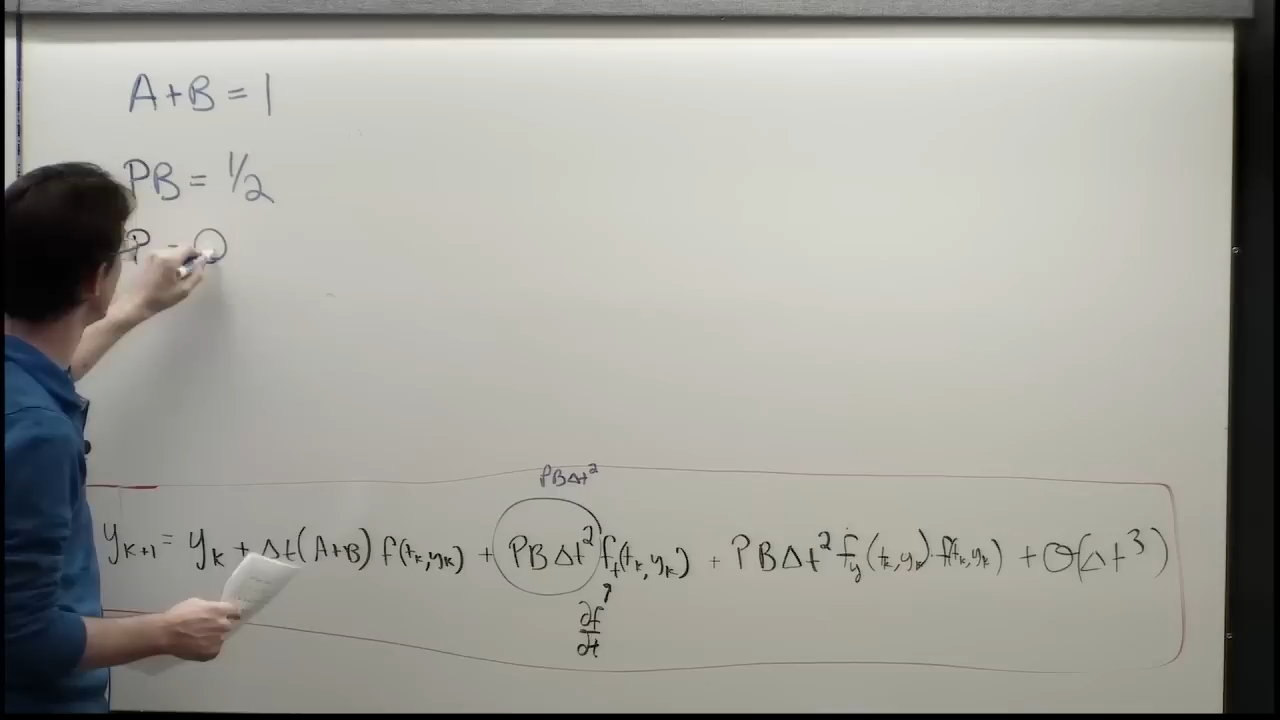 A+B = 1
PB = 1/2
P = Q
PBΔt²
y_{k+1} = y_k + Δt(A+B) f(t_k, y_k) + PBΔt² f_t(t_k, y_k) + PBΔt² f_y(t_k, y_k) f(t_k, y_k) + O(Δt³)
↑
∂f/∂t